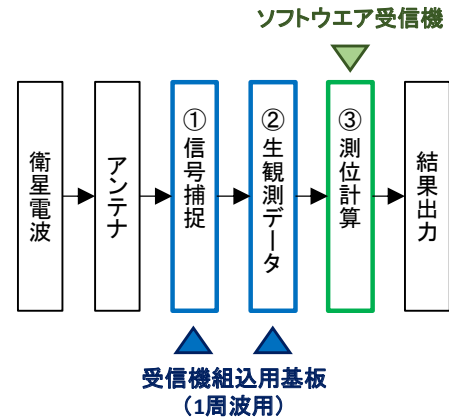 ソフトウエア受信機
衛星電波
アンテナ
①信号捕捉
②生観測データ
③測位計算
結果出力
受信機組込用基板
（1周波用）